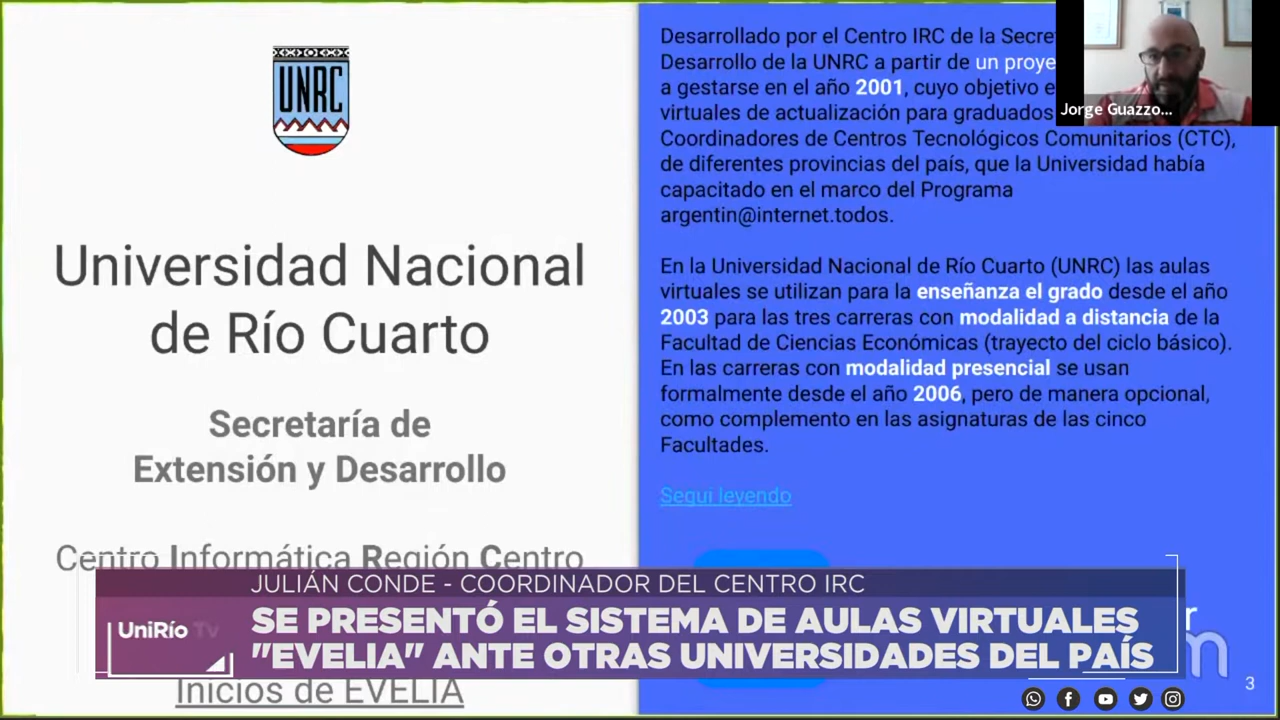 UNRC
Universidad Nacional
de Río Cuarto
Secretaría de
Extensión y Desarrollo
Centro Informática Región Centro
Inicios de EVELIA
Desarrollado por el Centro IRC de la
Desarrollo de la UNRC a partir de un
a gestarse en el año 2001, cuyo objetivo
virtuales de actualización para graduados
Coordinadores de Centros Tecnológicos Comunitarios (CTC),
de diferentes provincias del país, que la Universidad había
capacitado en el marco del Programa
argentin@internet.todos.
En la Universidad Nacional de Río Cuarto (UNRC) las aulas
virtuales se utilizan para la enseñanza el grado desde el año
2003 para las tres carreras con modalidad a distancia de la
Facultad de Ciencias Económicas (trayecto del ciclo básico).
En las carreras con modalidad presencial se usan
formalmente desde el año 2006, pero de manera opcional,
como complemento en las asignaturas de las cinco
Facultades.
Segui leyendo
Jorge Guazzo...
JULIÁN CONDE - COORDINADOR DEL CENTRO IRC
UniRío Tv
SE PRESENTÓ EL SISTEMA DE AULAS VIRTUALES
"EVELIA" ANTE OTRAS UNIVERSIDADES DEL PAÍS
3